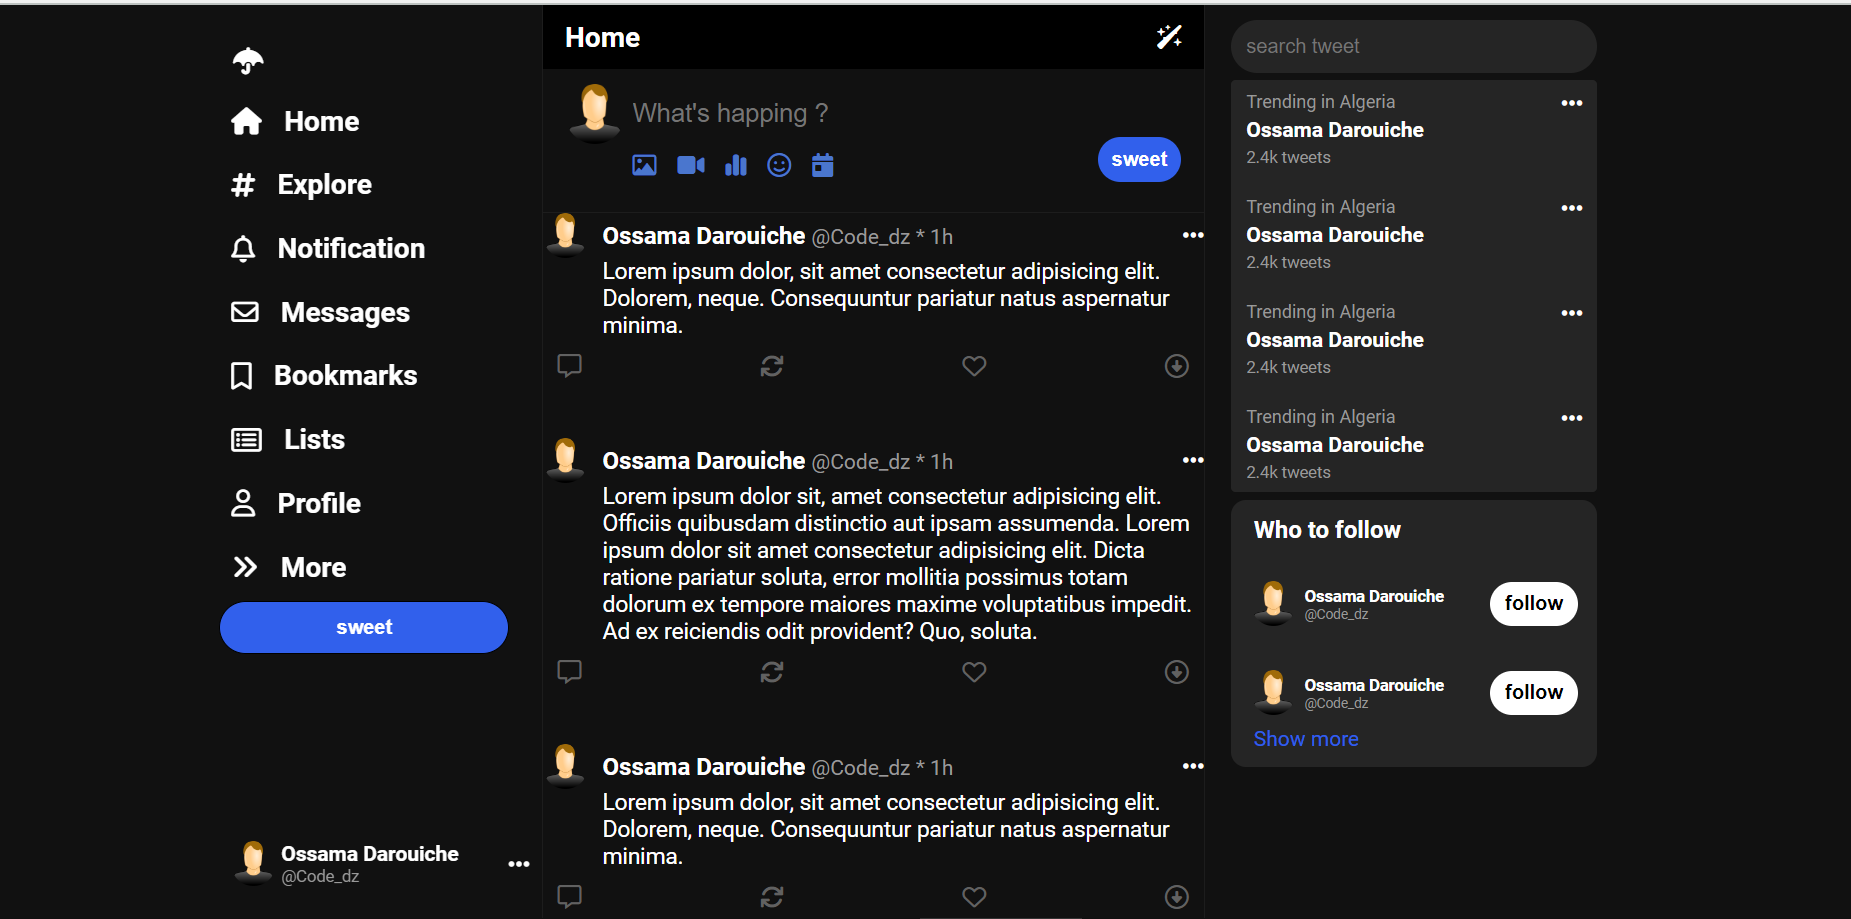 Home
Explore
Notification
Messages
Bookmarks
Lists
Profile
More
sweet
Ossama Darouiche
@Code_dz
Home
What's happing ?
sweet
Ossama Darouiche @Code_dz * 1h
Lorem ipsum dolor, sit amet consectetur adipisicing elit.
Dolorem, neque. Consequuntur pariatur natus aspernatur
minima.
Ossama Darouiche @Code_dz * 1h
Lorem ipsum dolor sit, amet consectetur adipisicing elit.
Officiis quibusdam distinctio aut ipsam assumenda. Lorem
ipsum dolor sit amet consectetur adipisicing elit. Dicta
ratione pariatur soluta, error mollitia possimus totam
dolorum ex tempore maiores maxime voluptatibus impedit.
Ad ex reiciendis odit provident? Quo, soluta.
Ossama Darouiche @Code_dz * 1h
Lorem ipsum dolor, sit amet consectetur adipisicing elit.
Dolorem, neque. Consequuntur pariatur natus aspernatur
minima.
search tweet
Trending in Algeria
Ossama Darouiche
2.4k tweets
Trending in Algeria
Ossama Darouiche
2.4k tweets
Trending in Algeria
Ossama Darouiche
2.4k tweets
Trending in Algeria
Ossama Darouiche
2.4k tweets
Who to follow
Ossama Darouiche
@Code_dz
follow
Ossama Darouiche
@Code_dz
follow
Show more